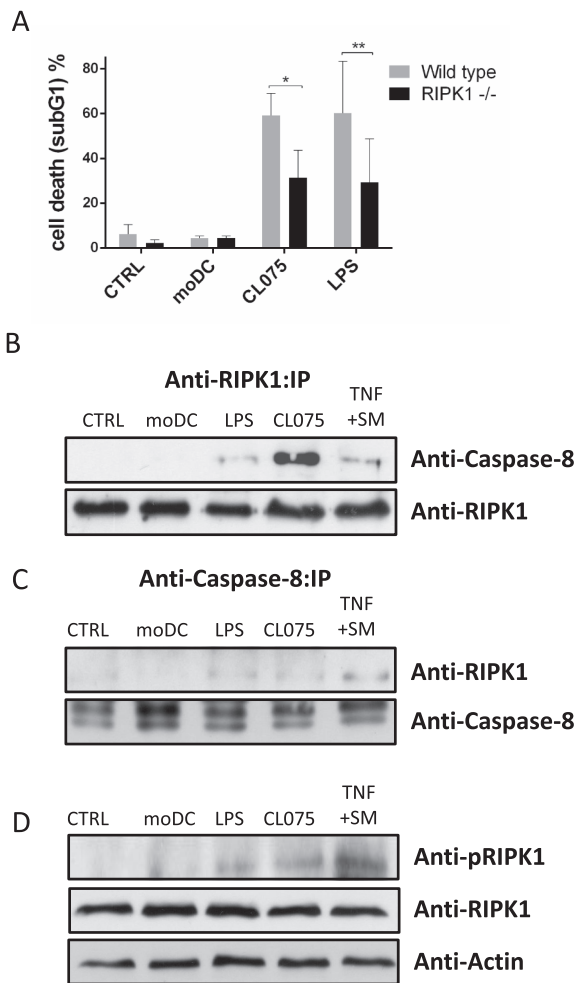 A
cell death (subG1) %
80
60
40
20
0
*
**
Wild type
RIPK1 -/-
CTRL
moDC
CL075
LPS
B
Anti-RIPK1:IP
CTRL moDC LPS CL075 TNF +SM
Anti-Caspase-8
Anti-RIPK1
C
Anti-Caspase-8:IP
CTRL moDC LPS CL075 TNF +SM
Anti-RIPK1
Anti-Caspase-8
D
CTRL moDC LPS CL075 TNF +SM
Anti-pRIPK1
Anti-RIPK1
Anti-Actin